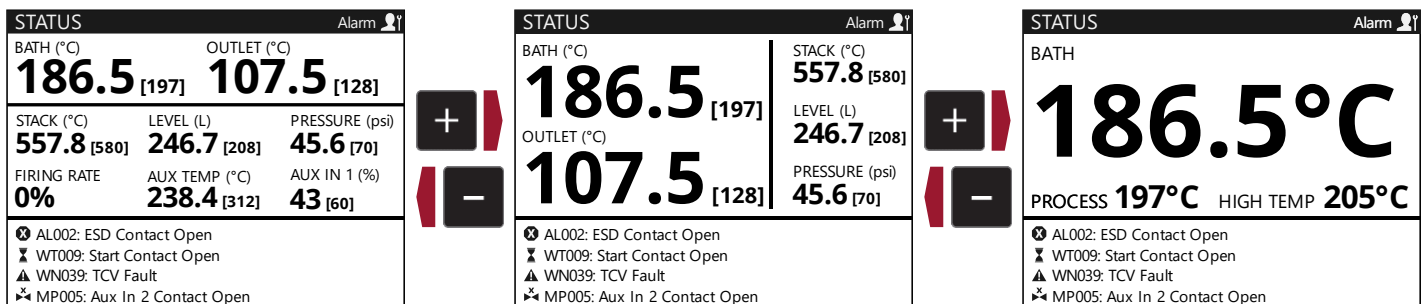 STATUS Alarm
BATH (°C) OUTLET (°C)
186.5 [197] 107.5 [128]
STACK (°C) LEVEL (L) PRESSURE (psi)
557.8 [580] 246.7 [208] 45.6 [70]
FIRING RATE AUX TEMP (°C) AUX IN 1 (%)
0% 238.4 [312] 43 [60]
AL002: ESD Contact Open
WT009: Start Contact Open
WN039: TCV Fault
MP005: Aux In 2 Contact Open
+
-
STATUS Alarm
BATH (°C)
186.5 [197]
OUTLET (°C)
107.5 [128]
STACK (°C)
557.8 [580]
LEVEL (L)
246.7 [208]
PRESSURE (psi)
45.6 [70]
AL002: ESD Contact Open
WT009: Start Contact Open
WN039: TCV Fault
MP005: Aux In 2 Contact Open
+
-
STATUS Alarm
BATH
186.5°C
PROCESS 197°C HIGH TEMP 205°C
AL002: ESD Contact Open
WT009: Start Contact Open
WN039: TCV Fault
MP005: Aux In 2 Contact Open